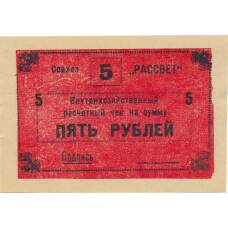 Совхоз 5 „РАССВЕТ"
5 Внутрихозяйственный 5
расчетный чек на сумму
ПЯТЬ РУБЛЕЙ
Подпись